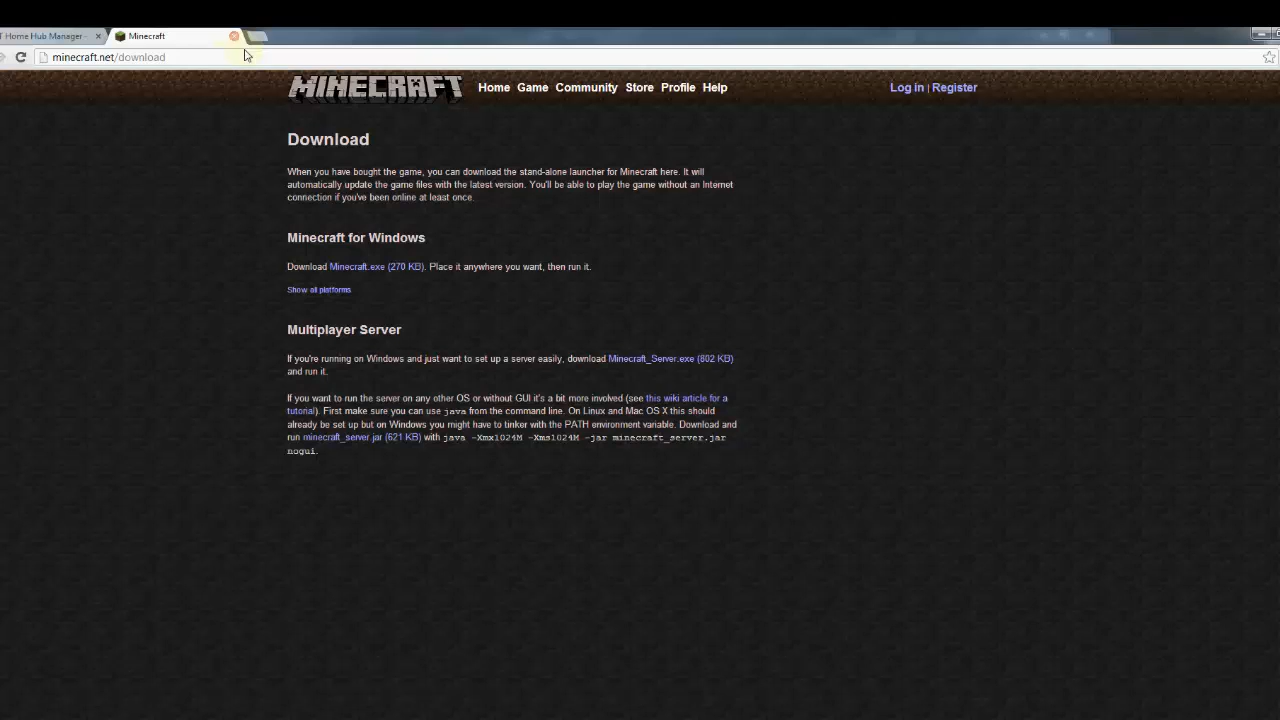 T Home Hub Manager -
Minecraft
minecraft.net/download
MINECRAFT
Home Game Community Store Profile Help
Log in | Register
Download
When you have bought the game, you can download the stand-alone launcher for Minecraft here. It will
automatically update the game files with the latest version. You'll be able to play the game without an Internet
connection if you've been online at least once.
Minecraft for Windows
Download Minecraft.exe (270 KB). Place it anywhere you want, then run it.
Show all platforms
Multiplayer Server
If you're running on Windows and just want to set up a server easily, download Minecraft_Server.exe (802 KB)
and run it.
If you want to run the server on any other OS or without GUI it's a bit more involved (see this wiki article for a
tutorial). First make sure you can use java from the command line. On Linux and Mac OS X this should
already be set up but on Windows you might have to tinker with the PATH environment variable. Download and
run minecraft_server.jar (621 KB) with java -Xmx1024M -Xms1024M -jar minecraft_server.jar
nogui.